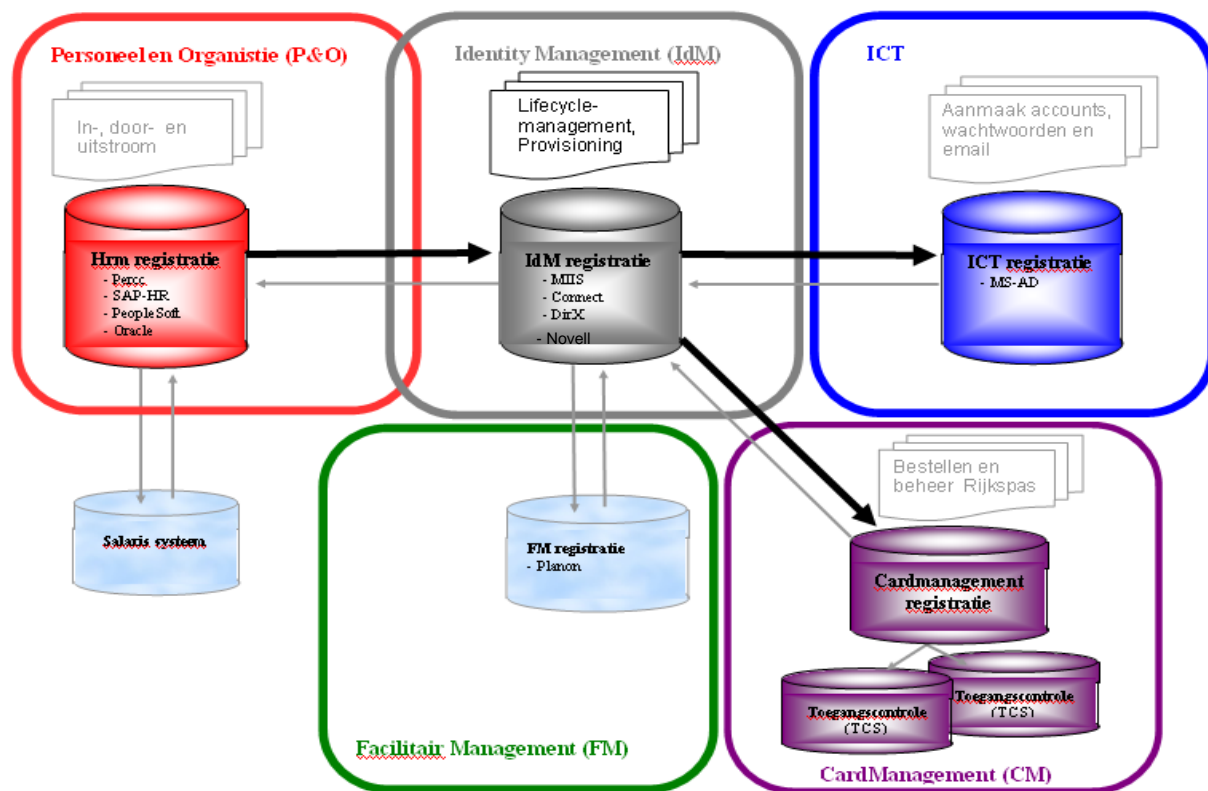 Personeel en Organistie (P&O)
In-, door- en
uitstroom
Hrm registratie
- Percc
- SAP-HR
- PeopleSoft
- Oracle
Salaris systeem
Identity Management (IdM)
Lifecycle-
management,
Provisioning
IdM registratie
- MIIS
- Connect
- DirX
- Novell
ICT
Aanmaak accounts,
wachtwoorden en
email
ICT registratie
- MS-AD
FM registratie
- Planon
Facilitair Management (FM)
Bestellen en
beheer Rijkspas
Cardmanagement
registratie
Toegangscontrole
(TCS)
Toegangscontrole
(TCS)
CardManagement (CM)